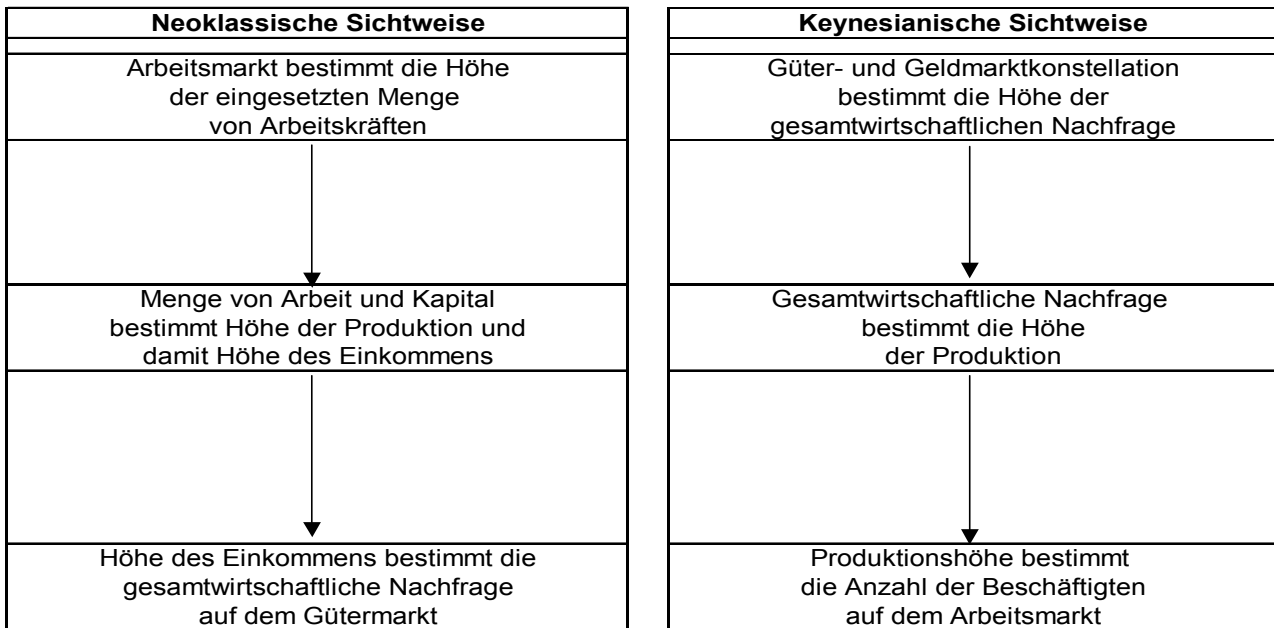 Neoklassische Sichtweise
Arbeitsmarkt bestimmt die Höhe
der eingesetzten Menge
von Arbeitskräften
Menge von Arbeit und Kapital
bestimmt Höhe der Produktion und
damit Höhe des Einkommens
Höhe des Einkommens bestimmt die
gesamtwirtschaftliche Nachfrage
auf dem Gütermarkt
Keynesianische Sichtweise
Güter- und Geldmarktkonstellation
bestimmt die Höhe der
gesamtwirtschaftlichen Nachfrage
Gesamtwirtschaftliche Nachfrage
bestimmt die Höhe
der Produktion
Produktionshöhe bestimmt
die Anzahl der Beschäftigten
auf dem Arbeitsmarkt